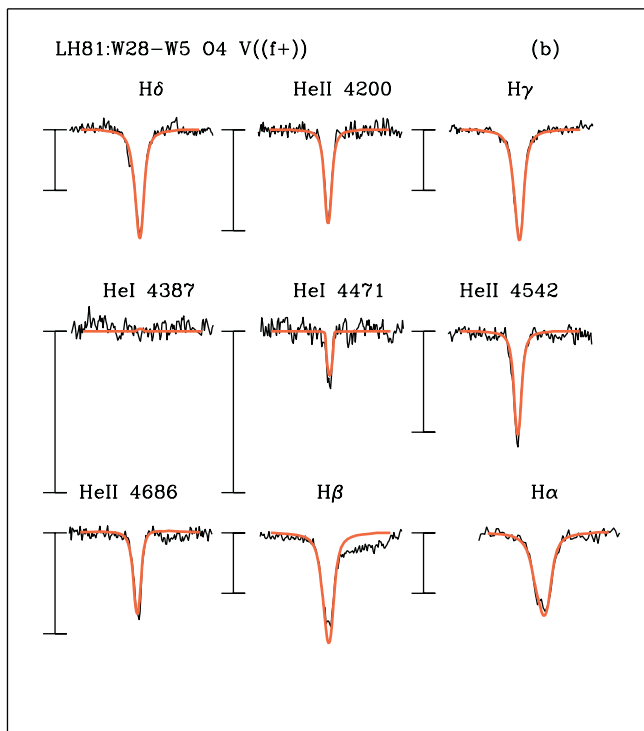 LH81:W28-W5 O4 V((f+)) (b)
Hδ HeII 4200 Hγ
HeI 4387 HeI 4471 HeII 4542
HeII 4686 Hβ Hα